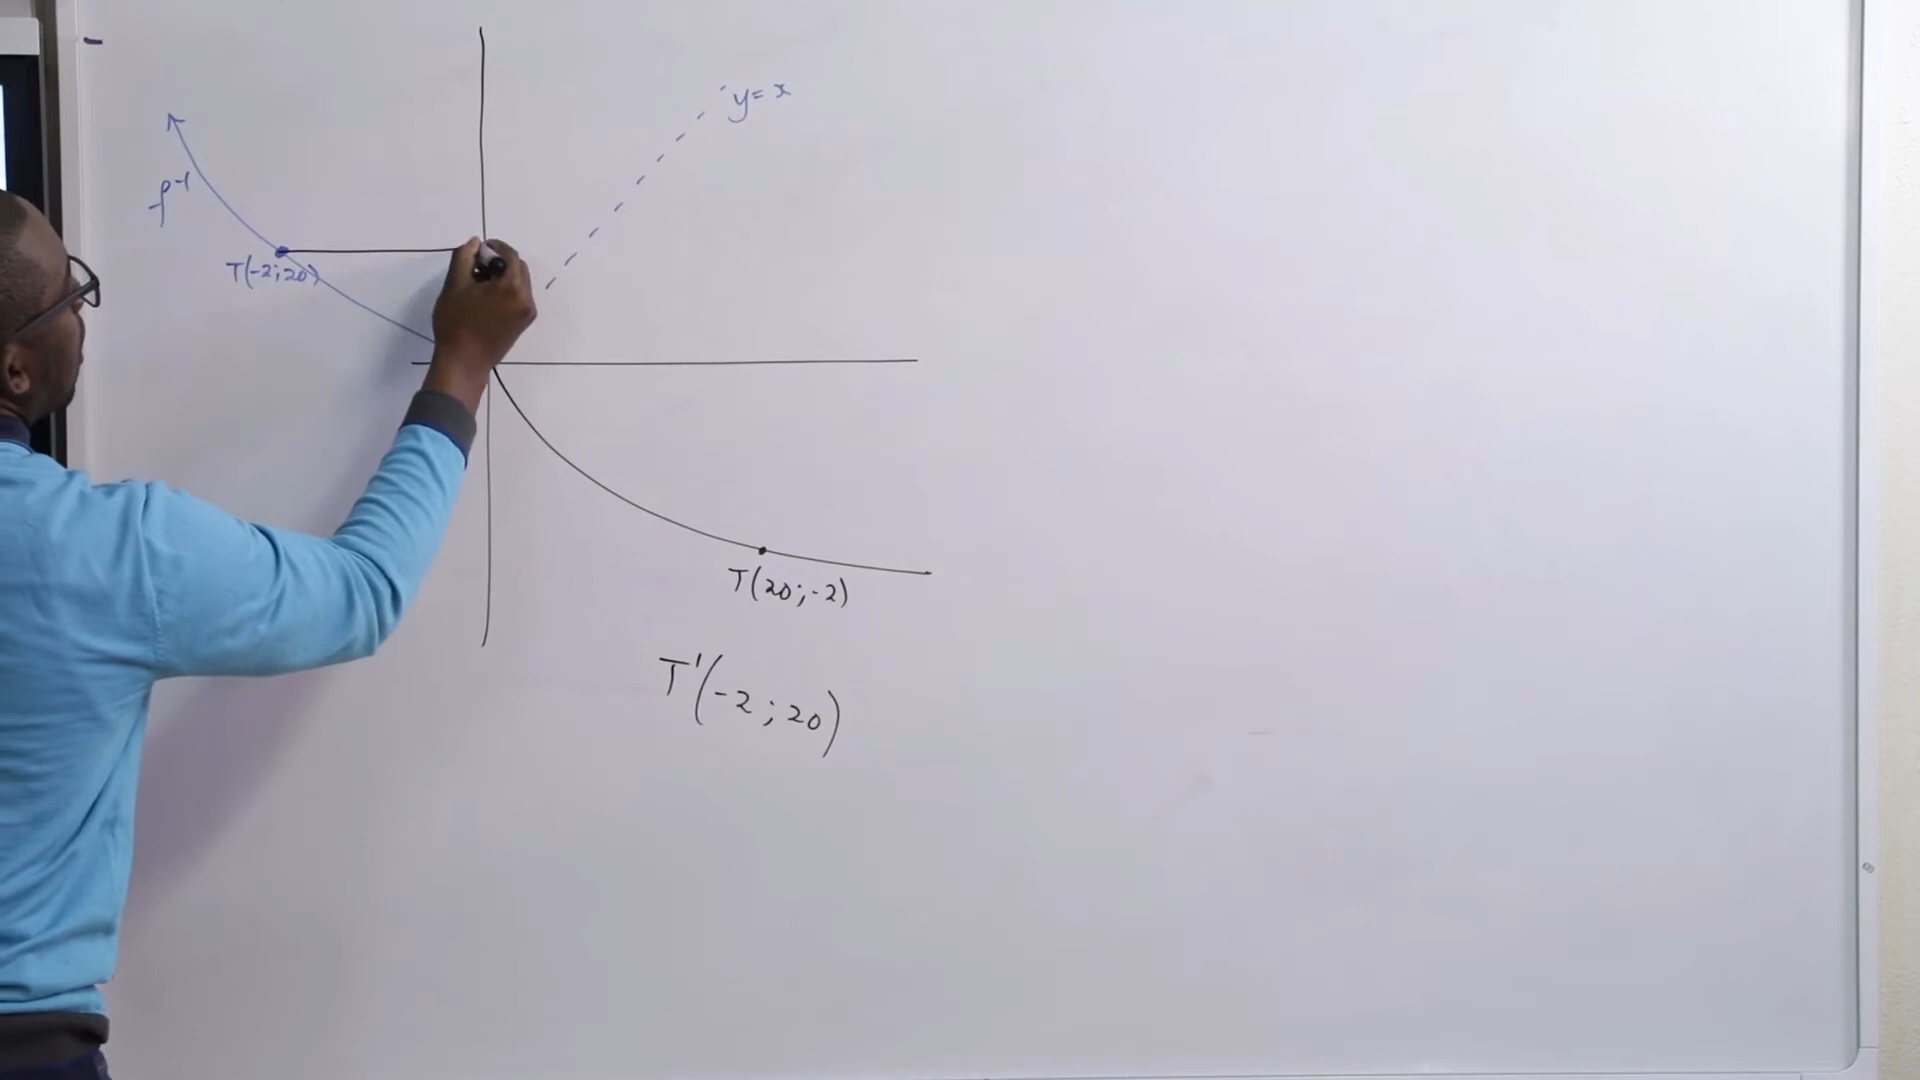 y = x
f⁻¹
T(-2;20)
T(20;-2)
T'(-2;20)